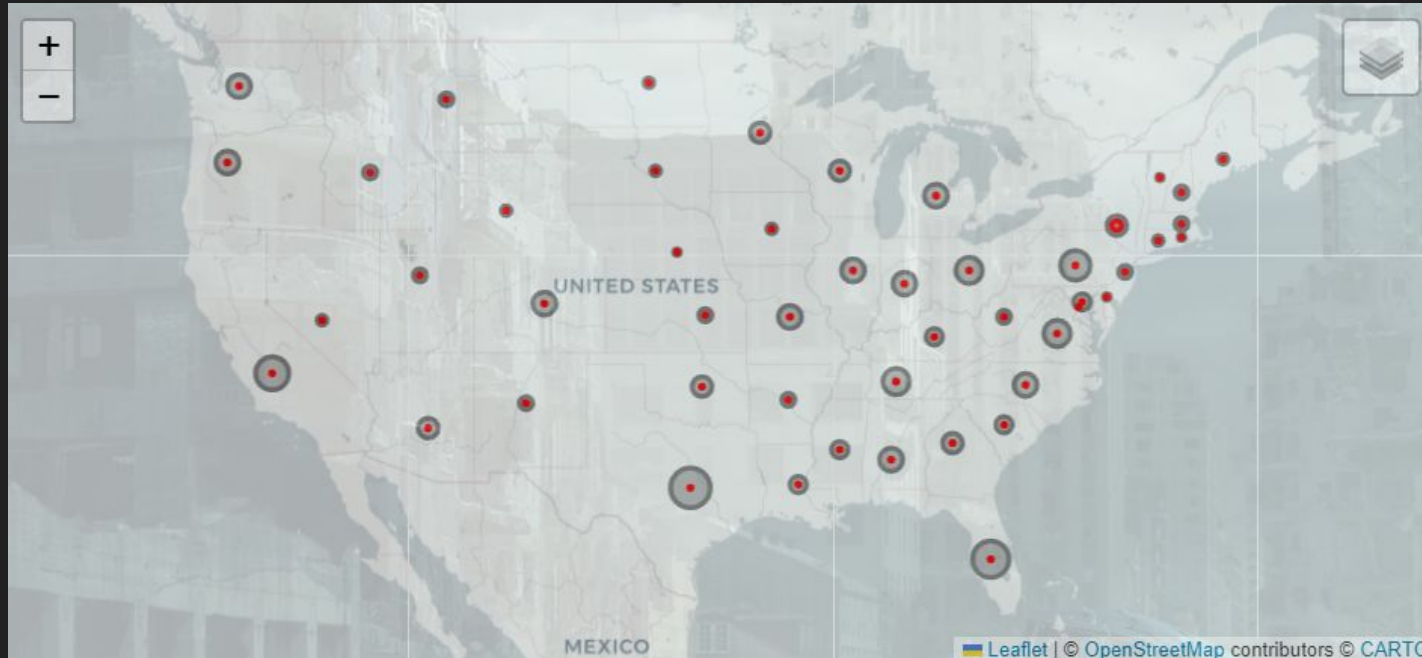 +
−
UNITED STATES
MEXICO
Leaflet | © OpenStreetMap contributors © CARTO